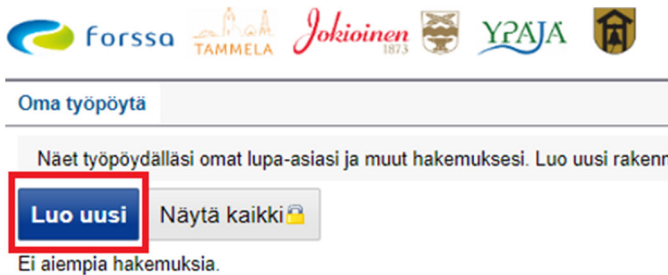 Forssa TAMMELA Jokioinen 1873 YPÄJÄ
Oma työpöytä
Näet työpöydälläsi omat lupa-asiasi ja muut hakemuksesi. Luo uusi rakenn
Luo uusi Näytä kaikki
Ei aiempia hakemuksia.